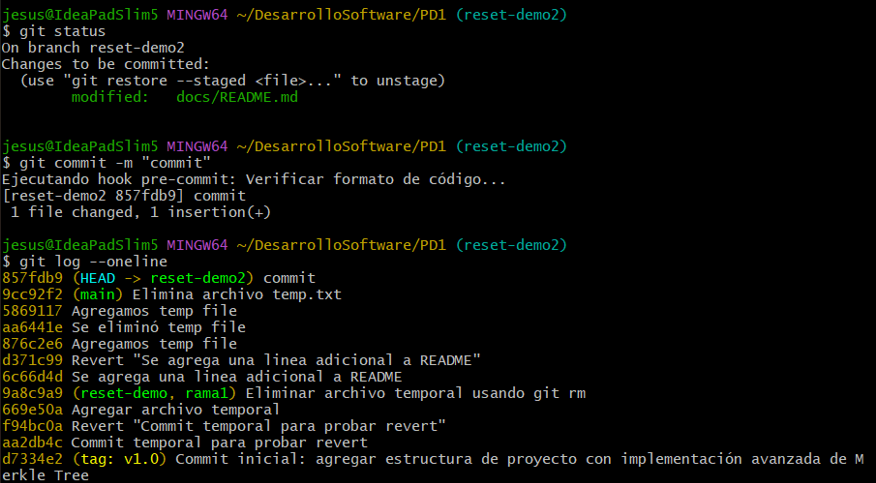 jesus@IdeaPadSlim5 MINGW64 ~/DesarrolloSoftware/PD1 (reset-demo2)
$ git status
On branch reset-demo2
Changes to be committed:
  (use "git restore --staged <file>..." to unstage)
        modified:   docs/README.md
jesus@IdeaPadSlim5 MINGW64 ~/DesarrolloSoftware/PD1 (reset-demo2)
$ git commit -m "commit"
Ejecutando hook pre-commit: Verificar formato de código...
[reset-demo2 857fdb9] commit
 1 file changed, 1 insertion(+)
jesus@IdeaPadSlim5 MINGW64 ~/DesarrolloSoftware/PD1 (reset-demo2)
$ git log --oneline
857fdb9 (HEAD -> reset-demo2) commit
9cc92f2 (main) Elimina archivo temp.txt
5869117 Agregamos temp file
aa6441e Se eliminó temp file
876c2e6 Agregamos temp file
d371c99 Revert "Se agrega una linea adicional a README"
6c66d4d Se agrega una linea adicional a README
9a8c9a9 (reset-demo, rama1) Eliminar archivo temporal usando git rm
669e50a Agregar archivo temporal
f94bc0a Revert "Commit temporal para probar revert"
aa2db4c Commit temporal para probar revert
d7334e2 (tag: v1.0) Commit inicial: agregar estructura de proyecto con implementación avanzada de M
erkle Tree